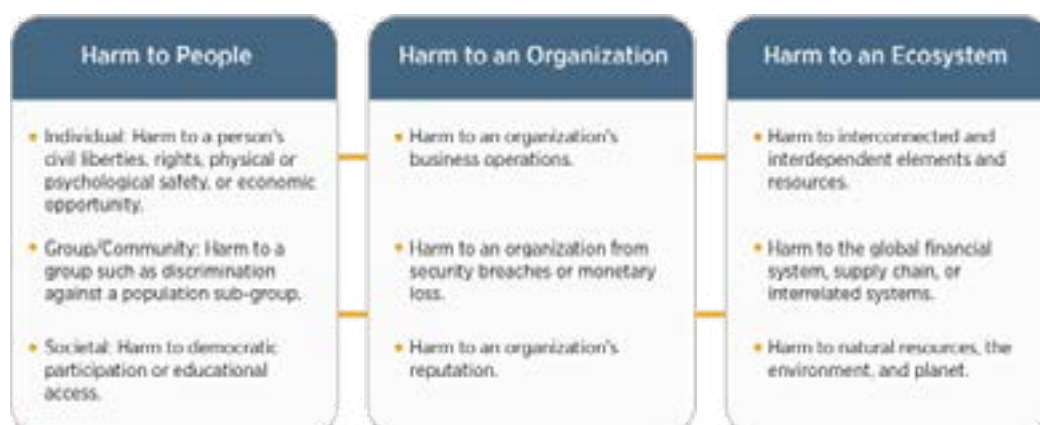 Harm to People
• Individual: Harm to a person's
civil liberties, rights, physical or
psychological safety, or economic
opportunity.
• Group/Community: Harm to a
group such as discrimination
against a population sub-group.
• Societal: Harm to democratic
participation or educational
access.
Harm to an Organization
• Harm to an organization's
business operations.
• Harm to an organization from
security breaches or monetary
loss.
• Harm to an organization's
reputation.
Harm to an Ecosystem
• Harm to interconnected and
interdependent elements and
resources.
• Harm to the global financial
system, supply chain, or
interrelated systems.
• Harm to natural resources, the
environment, and planet.